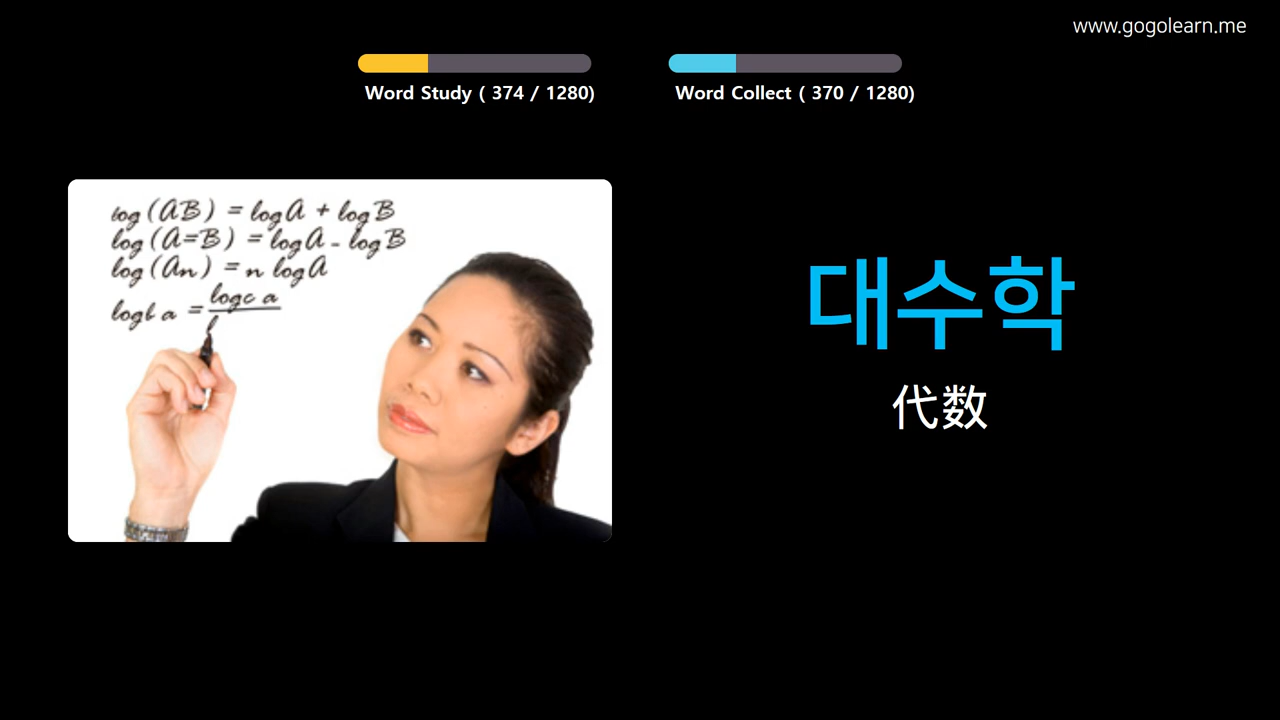 www.gogolearn.me
Word Study ( 374 / 1280)
Word Collect ( 370 / 1280)
log (AB) = log A + log B
log (A=B) = log A - log B
log (An) = n log A
logb a = logc a
대수학
代数